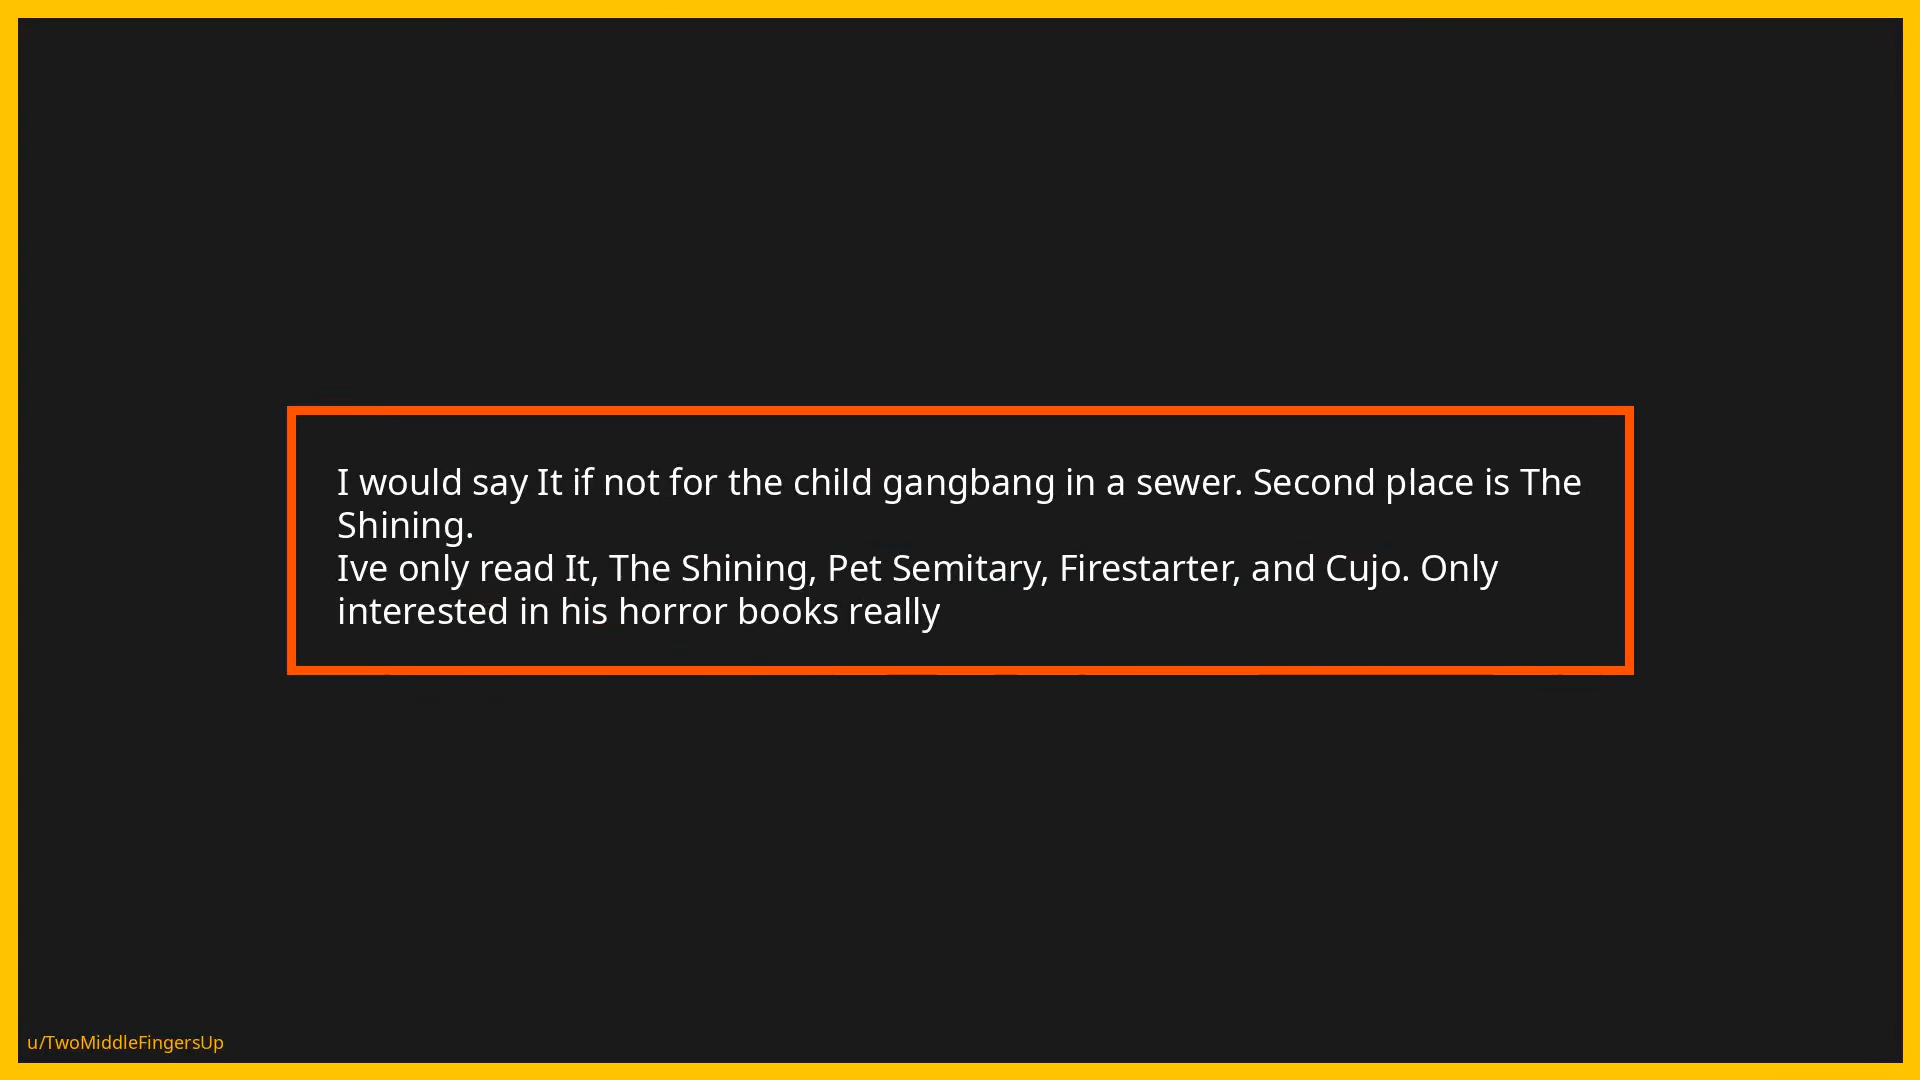 I would say It if not for the child gangbang in a sewer. Second place is The
Shining.
Ive only read It, The Shining, Pet Semitary, Firestarter, and Cujo. Only
interested in his horror books really
u/TwoMiddleFingersUp